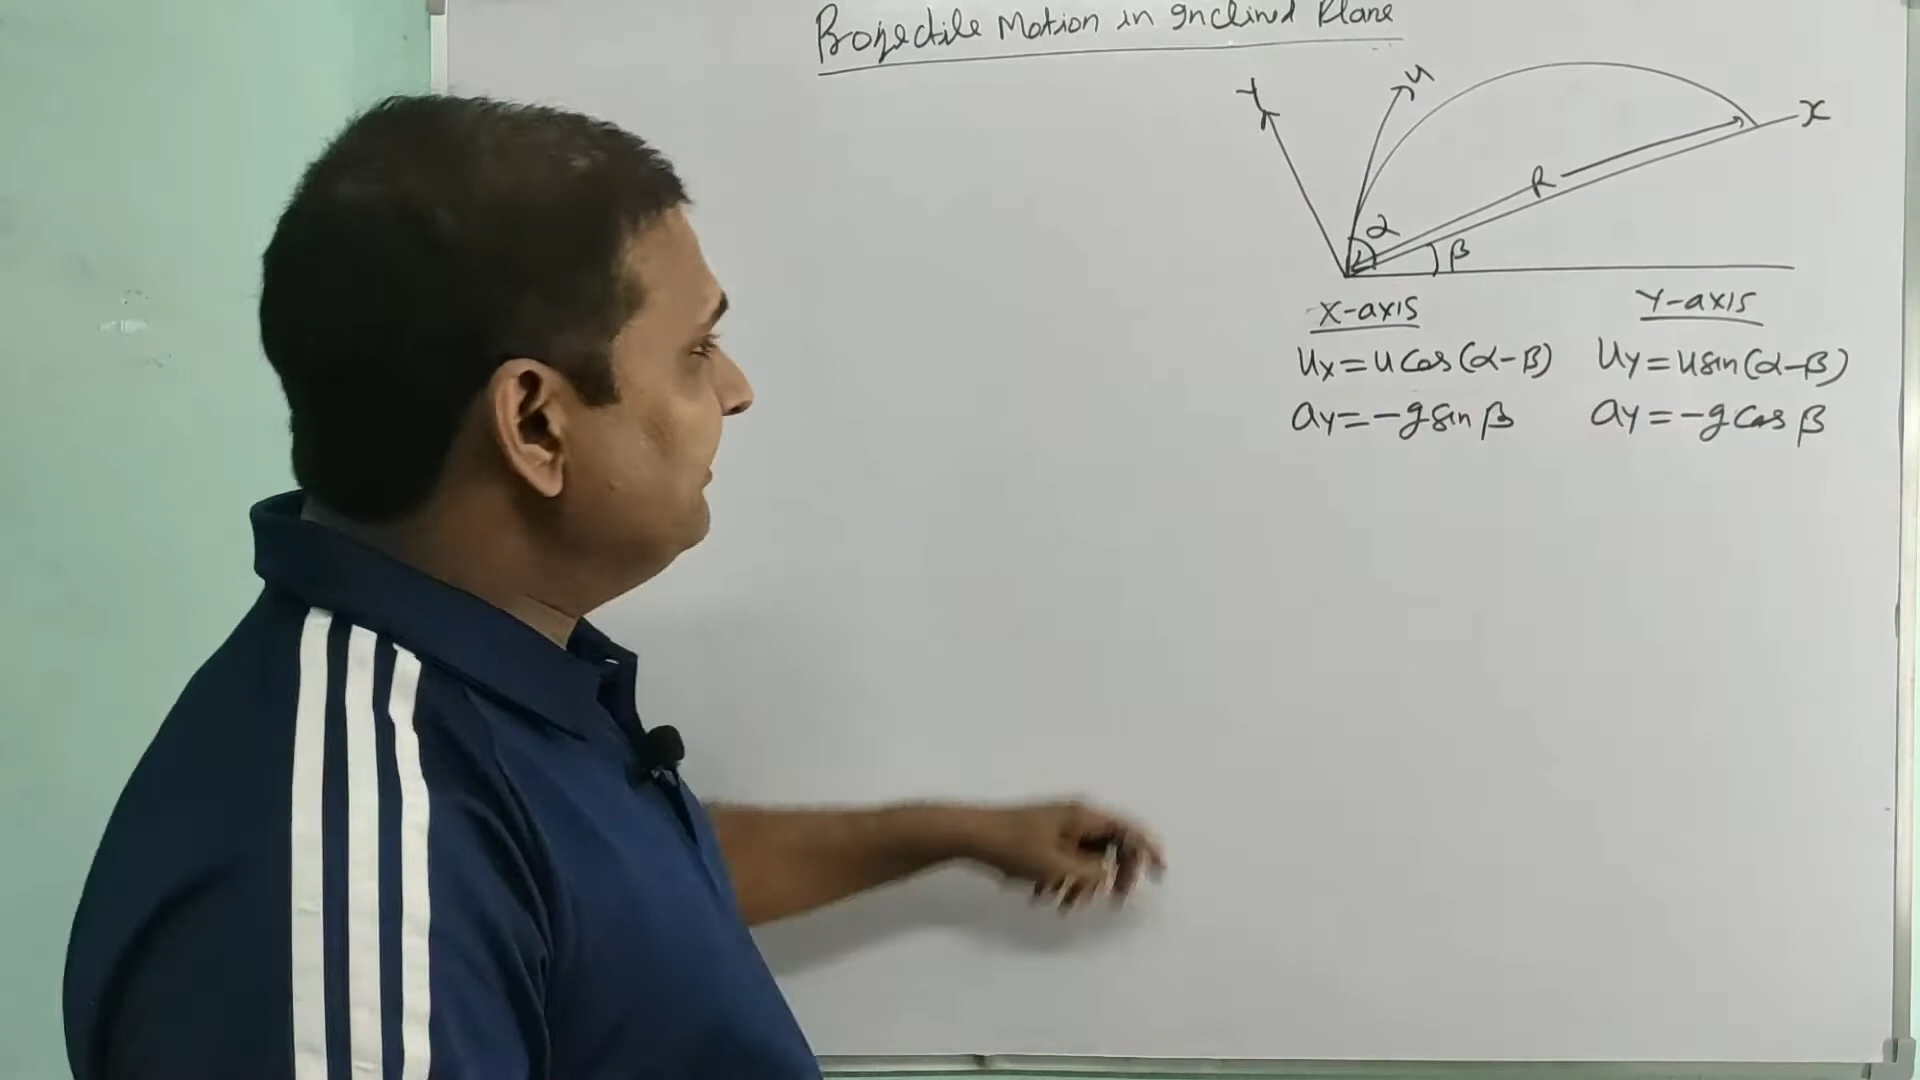 Projectile Motion in Inclined Plane
Y
u
X
R
α
β
X-axis
Y-axis
Ux = u cos (α-β)
Uy = u sin (α-β)
ay = -g sin β
ay = -g cos β